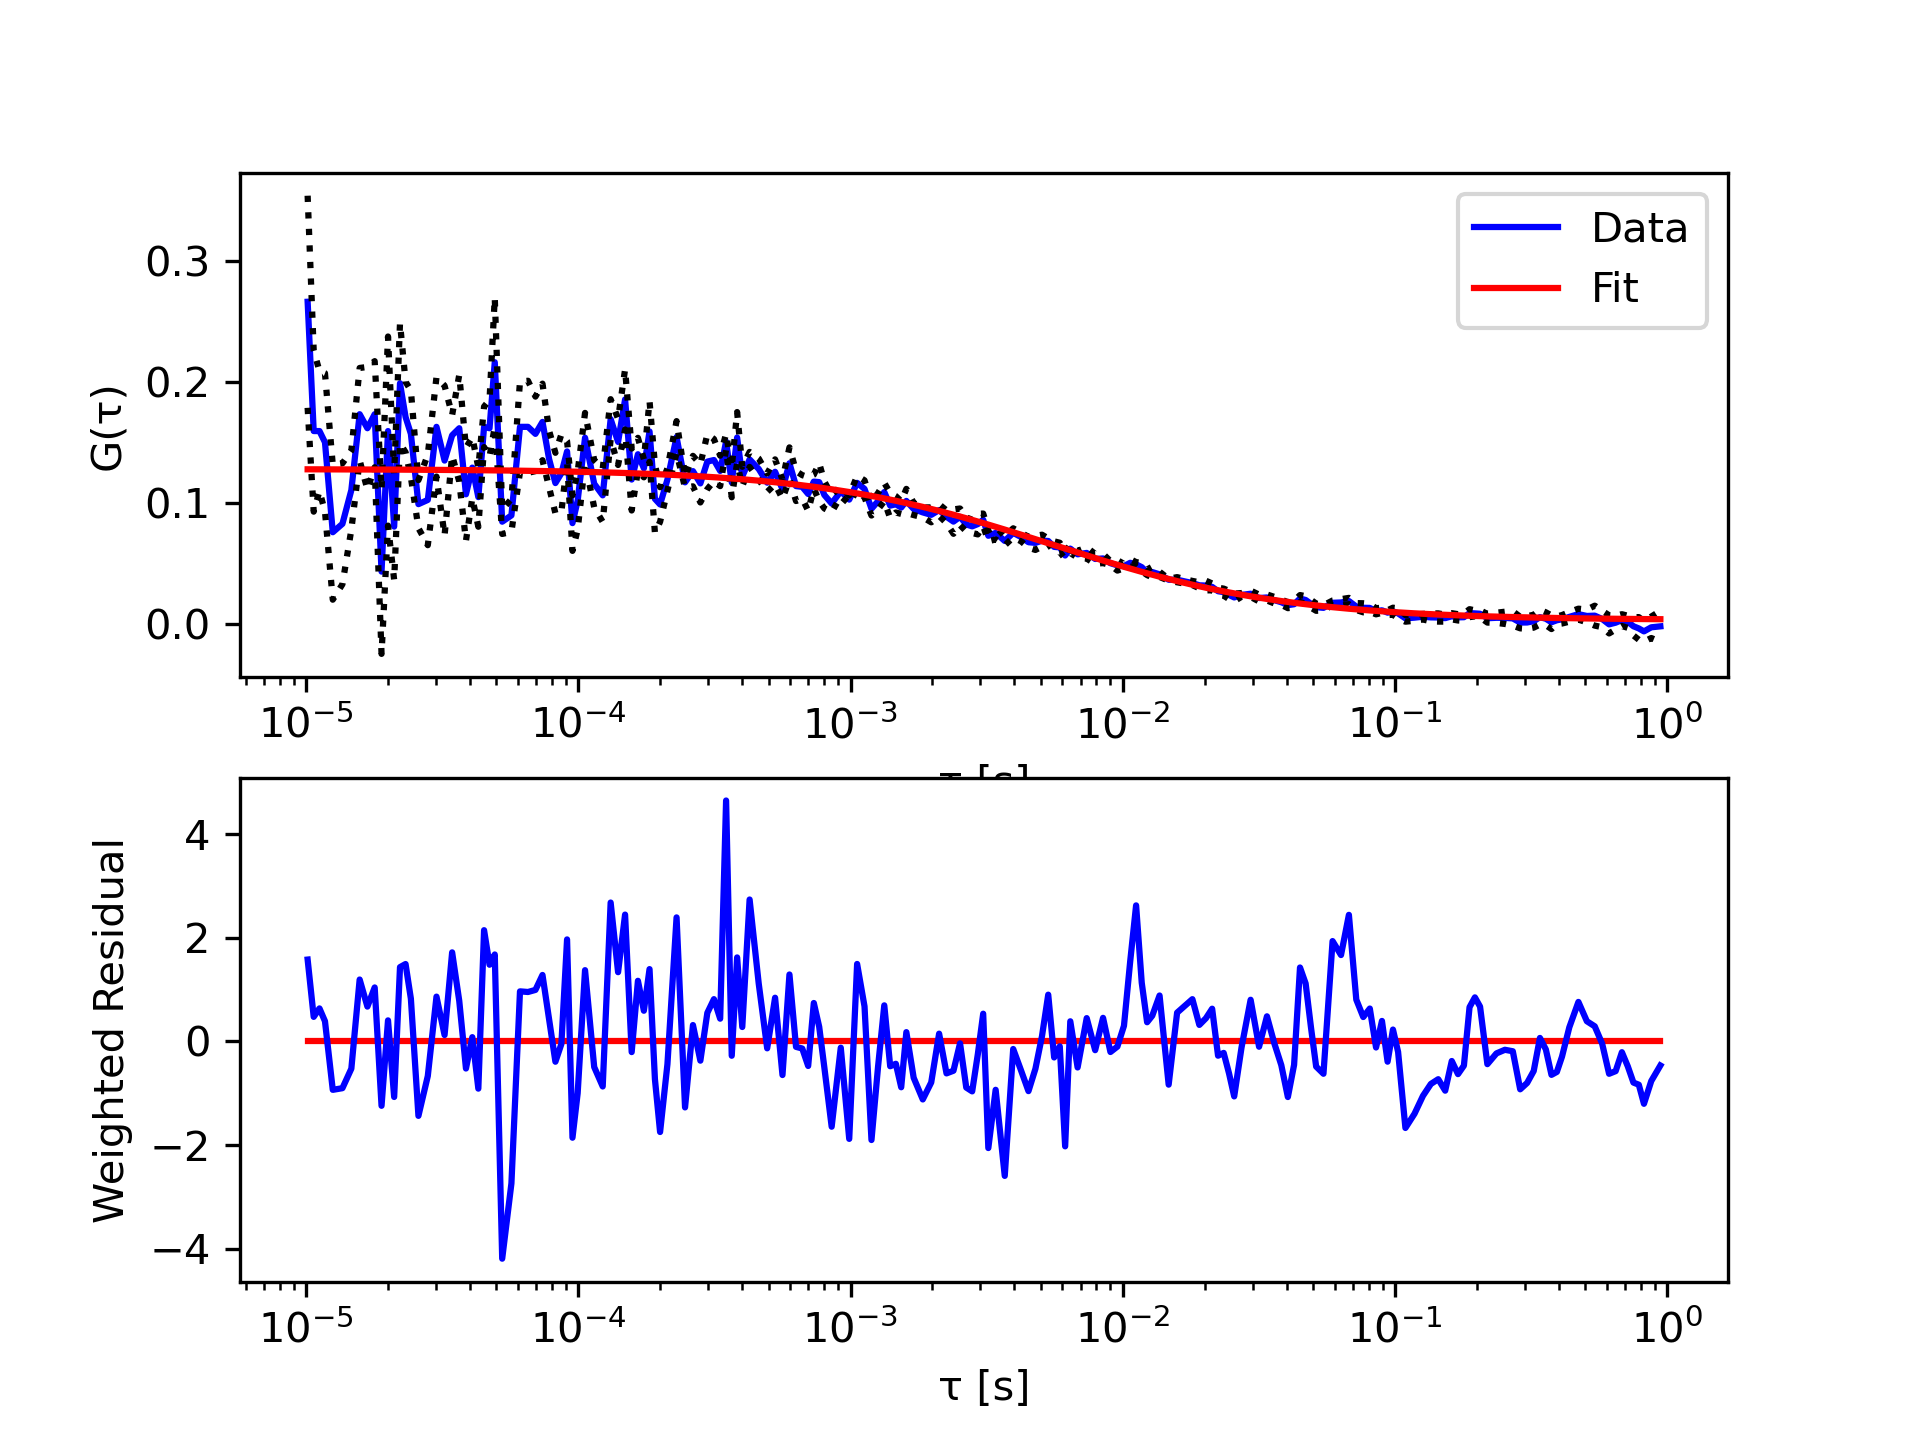 G(τ)
0.3
0.2
0.1
0.0
Data
Fit
10⁻⁵ 10⁻⁴ 10⁻³ 10⁻² 10⁻¹ 10⁰
τ [s]
Weighted Residual
4
2
0
−2
−4
10⁻⁵ 10⁻⁴ 10⁻³ 10⁻² 10⁻¹ 10⁰
τ [s]